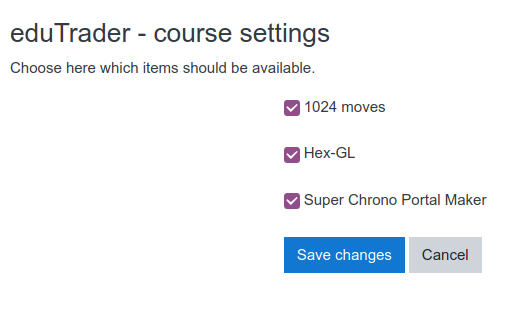 eduTrader - course settings
Choose here which items should be available.
1024 moves
Hex-GL
Super Chrono Portal Maker
Save changes Cancel